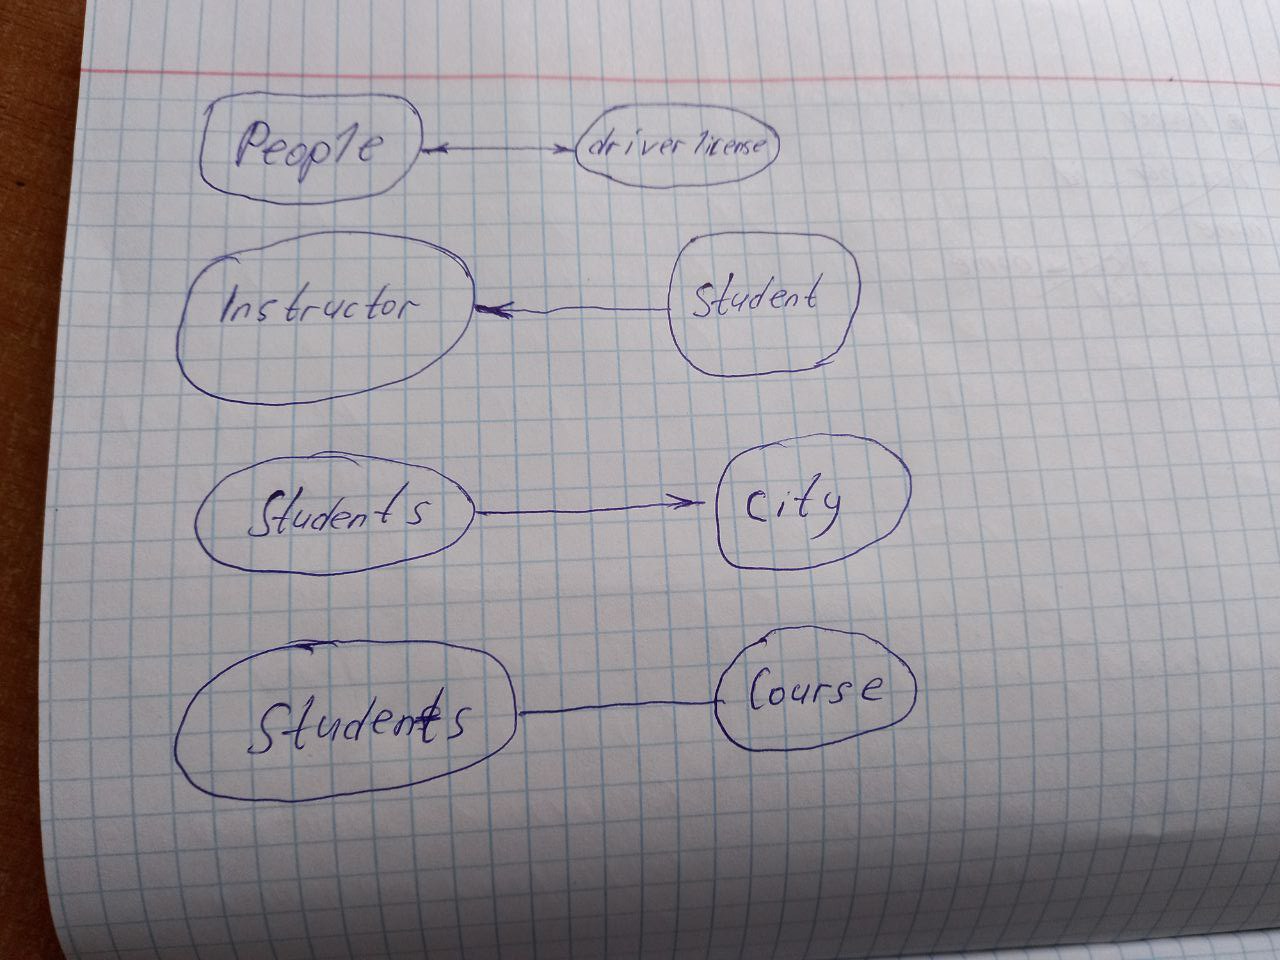 People driver license
Instructor Student
Students City
Students Course